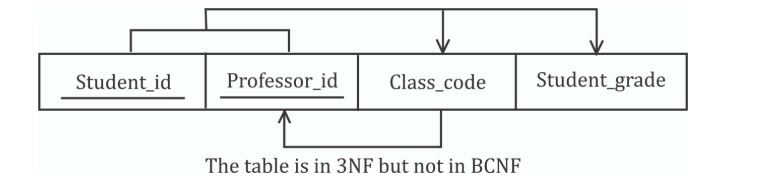 Student_id Professor_id Class_code Student_grade
The table is in 3NF but not in BCNF